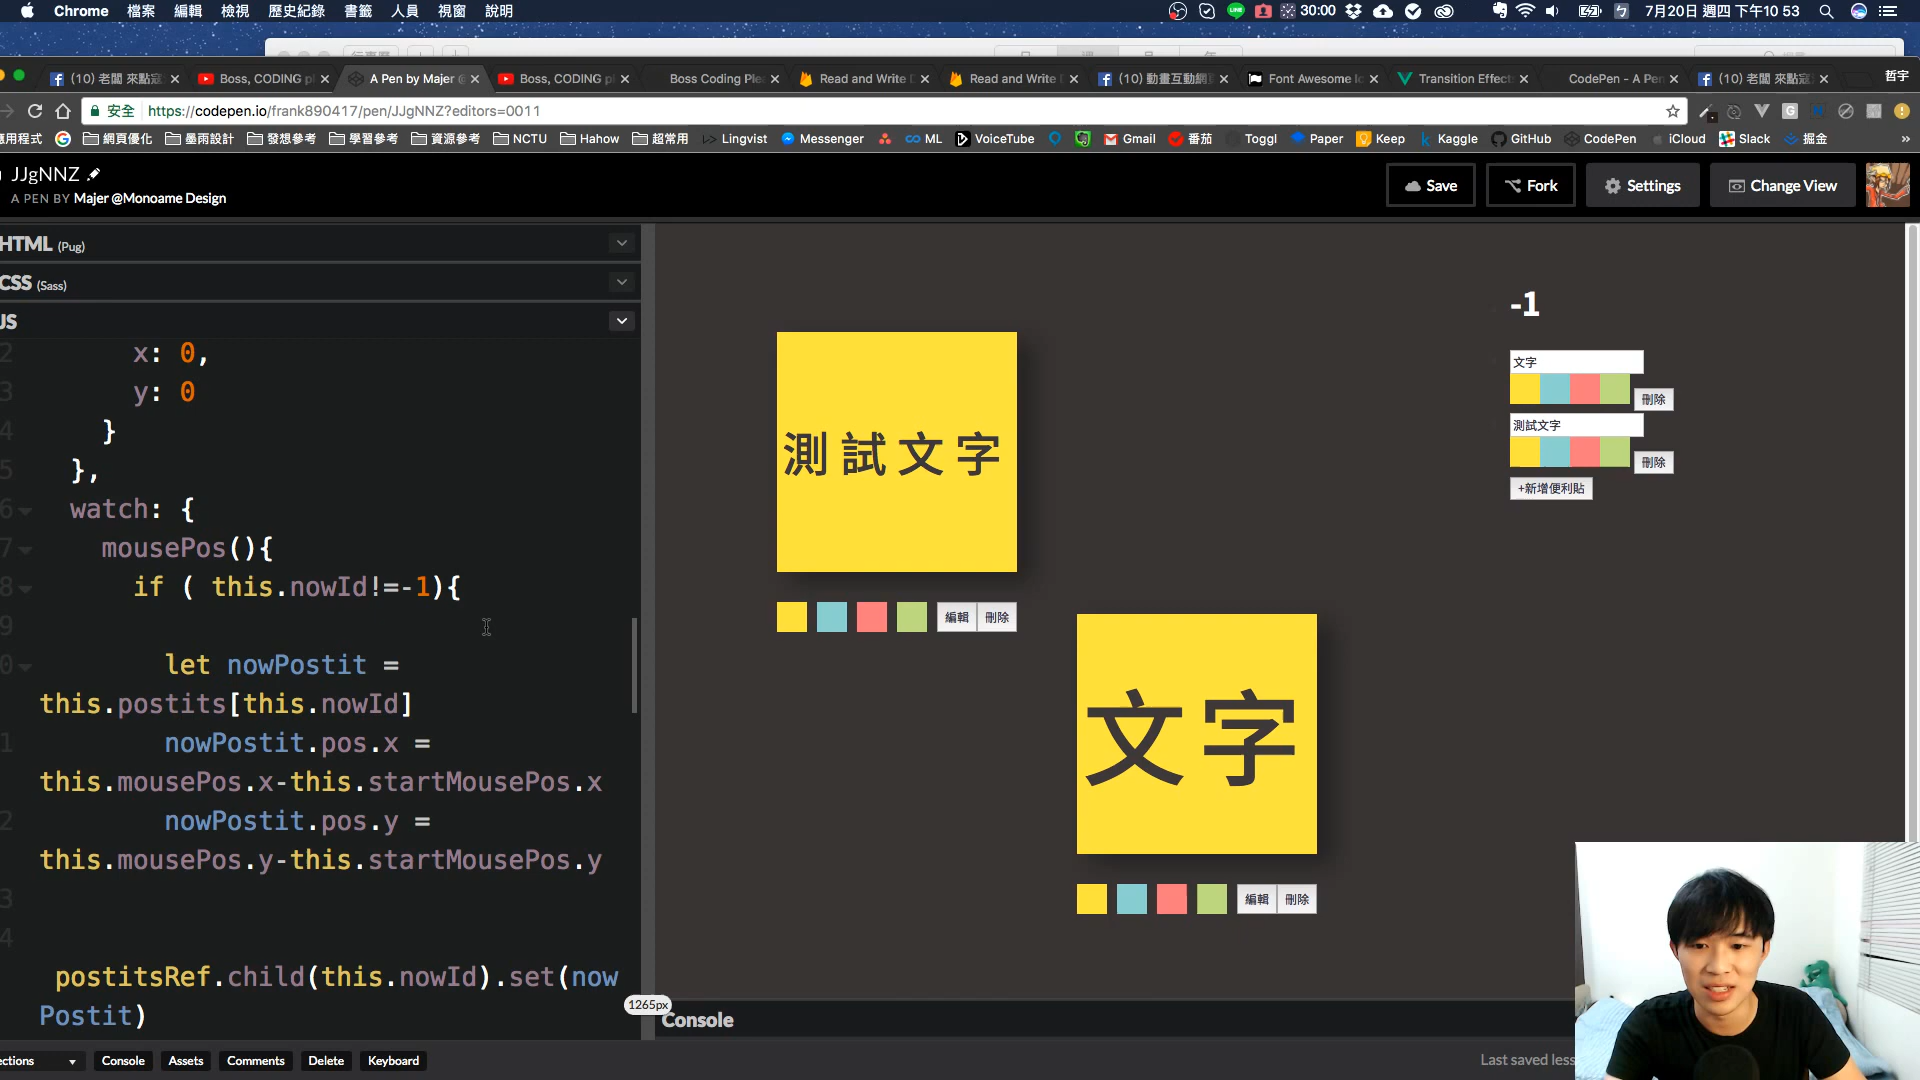 Chrome 檔案 編輯 檢視 歷史紀錄 書籤 人員 視窗 說明 30:00 7月20日 週四 下午10 53
(10) 老闆 來點寇
Boss, CODING pl
A Pen by Majer @
Boss, CODING pl
Boss Coding Ple
Read and Write D
Read and Write D
(10) 動畫互動網
Font Awesome Ic
Transition Effect
CodePen - A Pen
(10) 老闆 來點寇
哲宇
安全 https://codepen.io/frank890417/pen/JJgNNZ?editors=0011
應用程式 網頁優化 墨雨設計 發想參考 學習參考 資源參考 NCTU Hahow 超常用 Lingvist Messenger ML VoiceTube Gmail 番茄 Toggl Paper Keep Kaggle GitHub CodePen iCloud Slack 掘金 »
JJgNNZ
A PEN BY Majer @Monoame Design
Save Fork Settings Change View
HTML (Pug)
CSS (Sass)
JS
x: 0,
y: 0
}
},
watch: {
mousePos(){
if ( this.nowId!=-1){
let nowPostit =
this.postits[this.nowId]
nowPostit.pos.x =
this.mousePos.x-this.startMousePos.x
nowPostit.pos.y =
this.mousePos.y-this.startMousePos.y
postitsRef.child(this.nowId).set(now
Postit)
1265px
測試文字
編輯 刪除
文字
編輯 刪除
-1
文字
刪除
測試文字
刪除
+新增便利貼
Console
Console Assets Comments Delete Keyboard
Last saved less